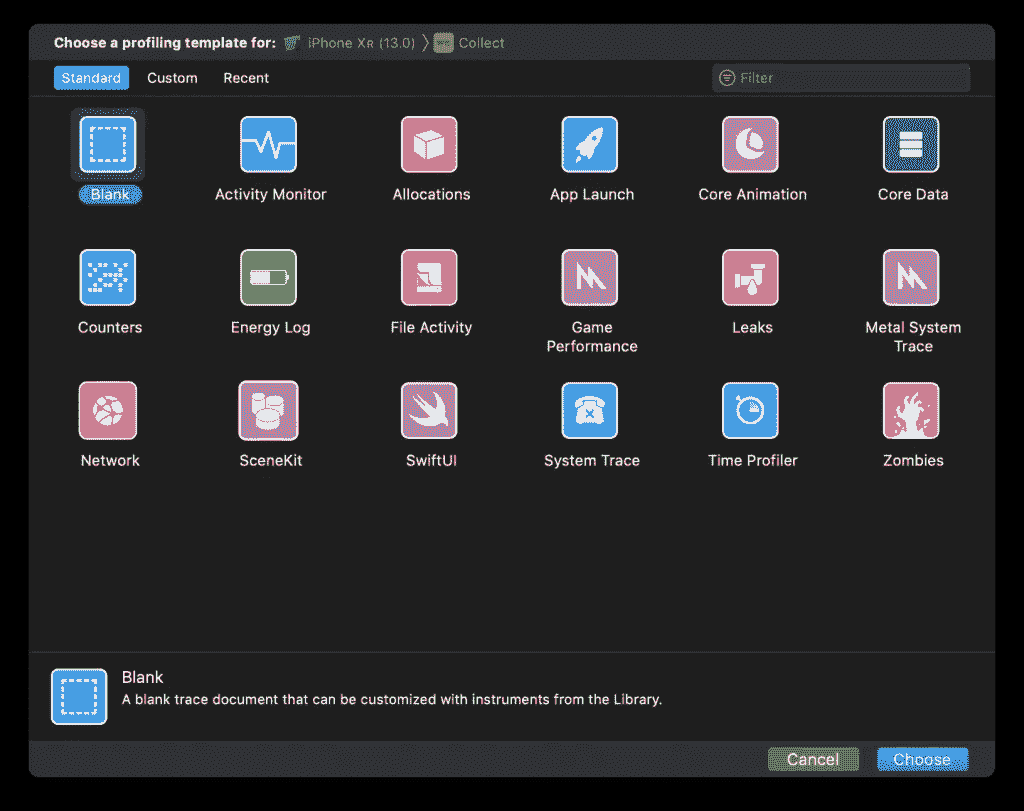 Choose a profiling template for: iPhone XR (13.0) Collect
Standard Custom Recent Filter
Blank Activity Monitor Allocations App Launch Core Animation Core Data
Counters Energy Log File Activity Game Performance Leaks Metal System Trace
Network SceneKit SwiftUI System Trace Time Profiler Zombies
Blank
A blank trace document that can be customized with instruments from the Library.
Cancel Choose